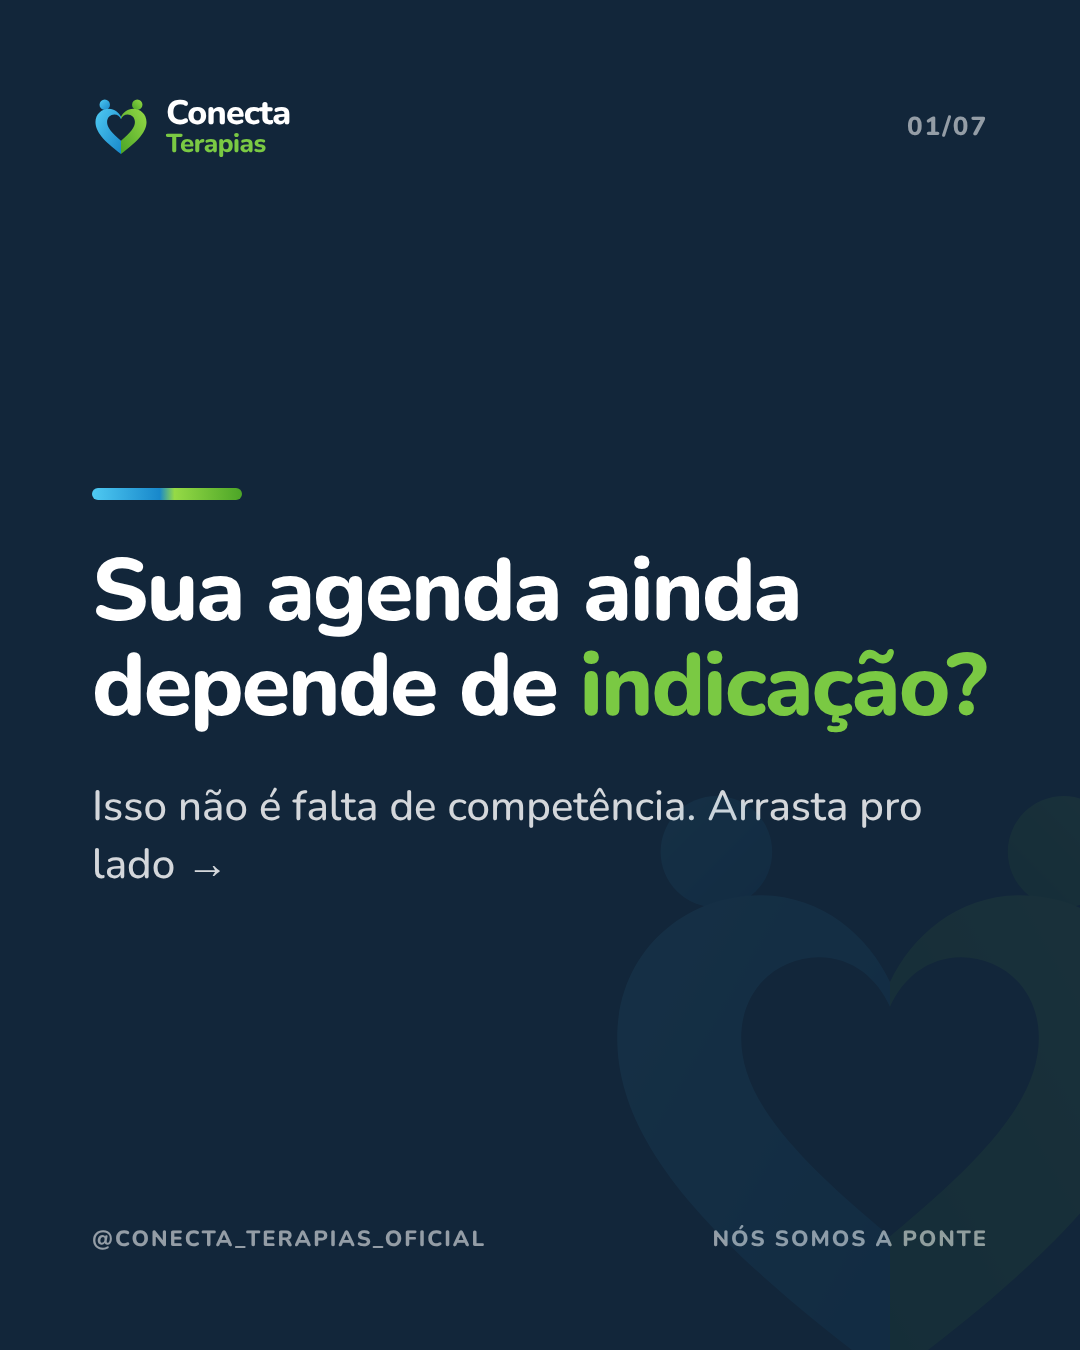 Conecta
Terapias
01/07
Sua agenda ainda
depende de indicação?
Isso não é falta de competência. Arrasta pro
lado →
@CONECTA_TERAPIAS_OFICIAL
NÓS SOMOS A PONTE